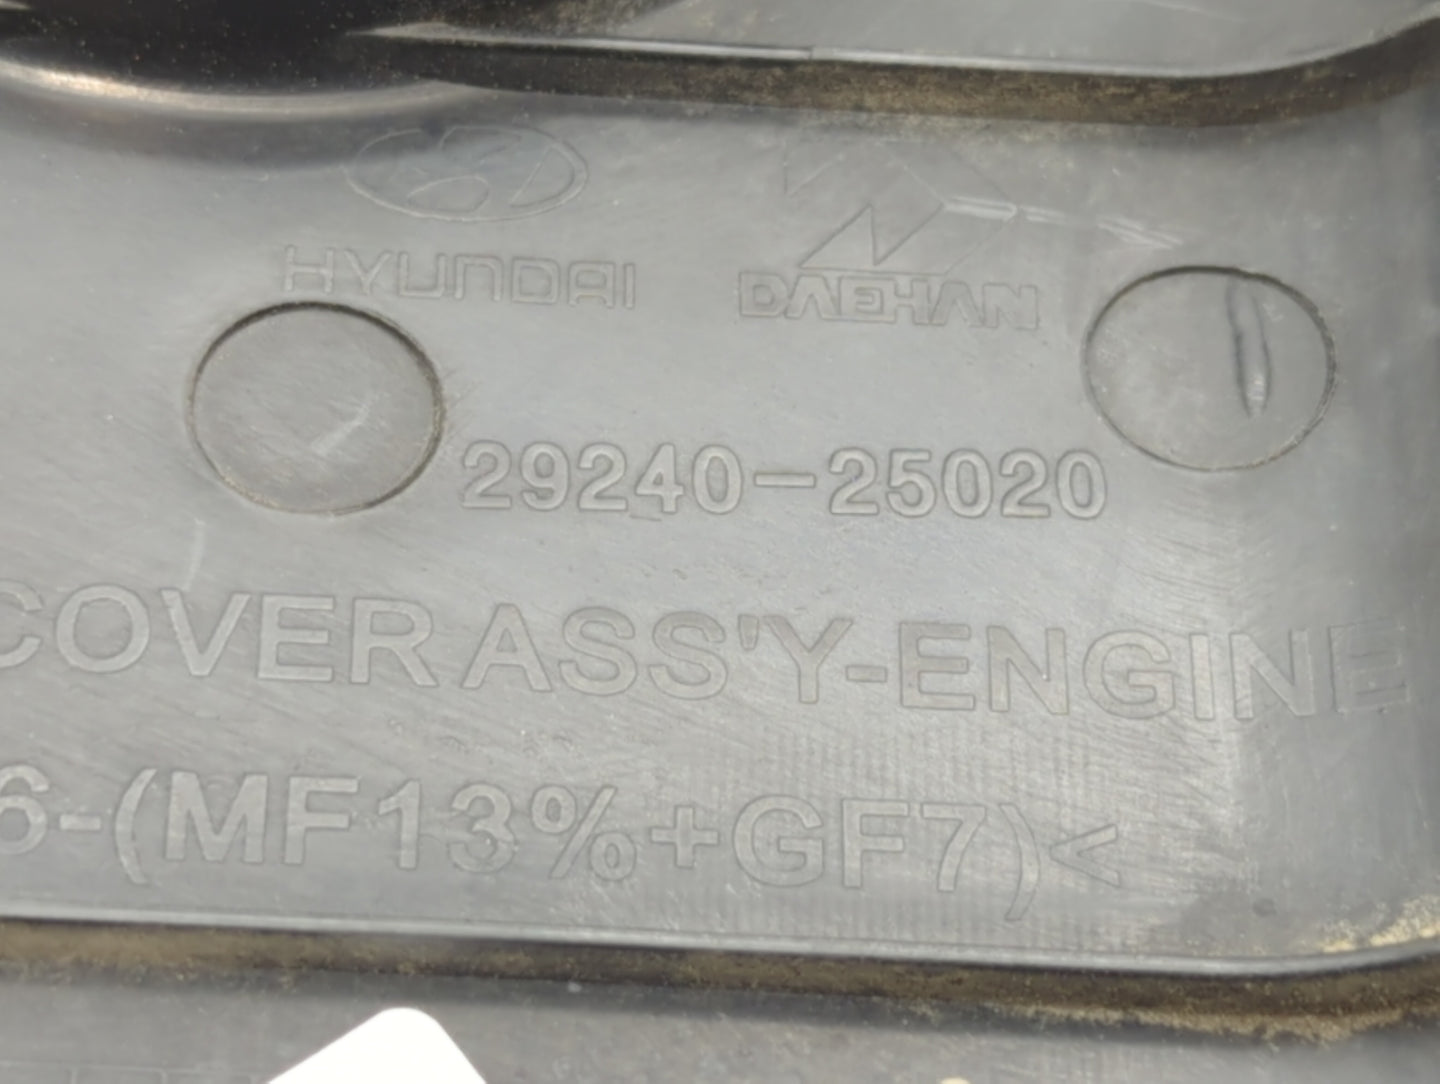 HYUNDAI DAEHAN
29240-25020
COVER ASS'Y-ENGINE
6-(MF13%+GF7)<